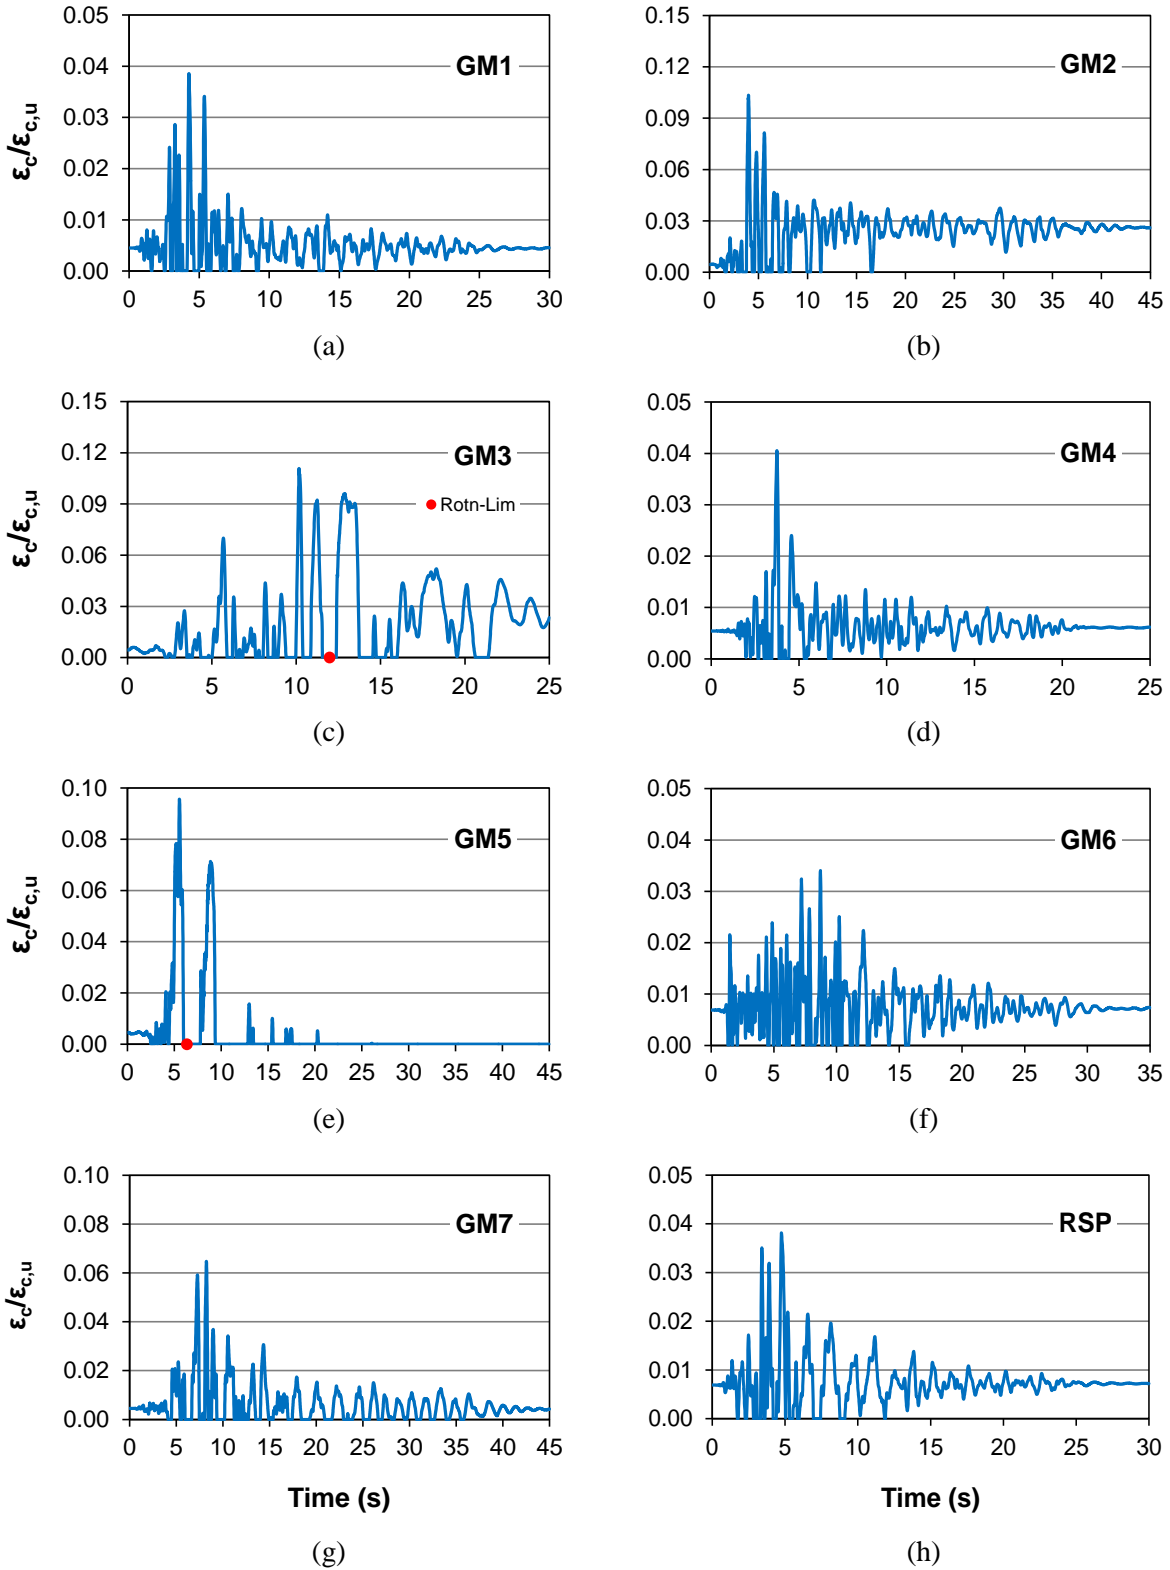 0.05
0.04
0.03
0.02
0.01
0.00
εc/εc,u
GM1
0 5 10 15 20 25 30
(a)
0.15
0.12
0.09
0.06
0.03
0.00
GM2
0 5 10 15 20 25 30 35 40 45
(b)
0.15
0.12
0.09
0.06
0.03
0.00
εc/εc,u
GM3
Rotn-Lim
0 5 10 15 20 25
(c)
0.05
0.04
0.03
0.02
0.01
0.00
GM4
0 5 10 15 20 25
(d)
0.10
0.08
0.06
0.04
0.02
0.00
εc/εc,u
GM5
0 5 10 15 20 25 30 35 40 45
(e)
0.05
0.04
0.03
0.02
0.01
0.00
GM6
0 5 10 15 20 25 30 35
(f)
0.10
0.08
0.06
0.04
0.02
0.00
εc/εc,u
GM7
0 5 10 15 20 25 30 35 40 45
Time (s)
(g)
0.05
0.04
0.03
0.02
0.01
0.00
RSP
0 5 10 15 20 25 30
Time (s)
(h)